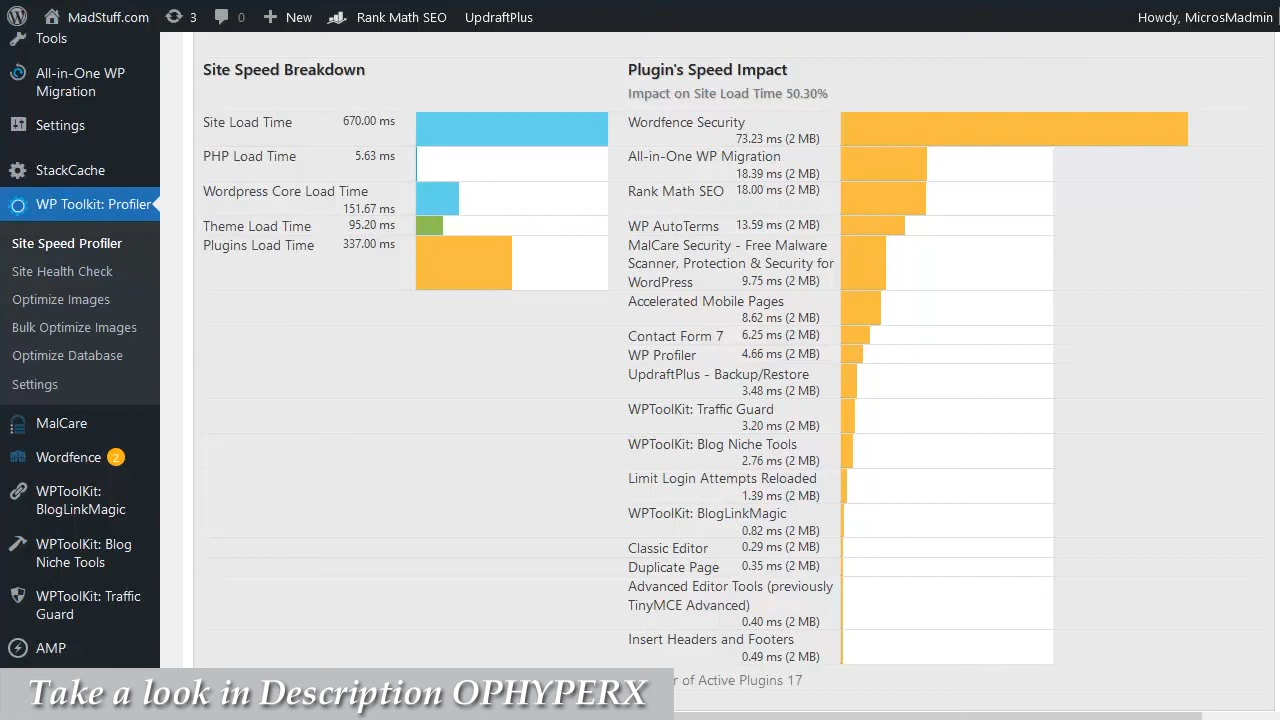 MadStuff.com
3
0
New
Rank Math SEO
UpdraftPlus
Howdy, MicrosMadmin
Tools
All-in-One WP
Migration
Settings
StackCache
WP Toolkit: Profiler
Site Speed Profiler
Site Health Check
Optimize Images
Bulk Optimize Images
Optimize Database
Settings
MalCare
Wordfence 2
WPToolKit:
BlogLinkMagic
WPToolKit: Blog
Niche Tools
WPToolKit: Traffic
Guard
AMP
Site Speed Breakdown
Site Load Time 670.00 ms
PHP Load Time 5.63 ms
Wordpress Core Load Time
151.67 ms
Theme Load Time 95.20 ms
Plugins Load Time 337.00 ms
Plugin's Speed Impact
Impact on Site Load Time 50.30%
Wordfence Security
73.23 ms (2 MB)
All-in-One WP Migration
18.39 ms (2 MB)
Rank Math SEO 18.00 ms (2 MB)
WP AutoTerms 13.59 ms (2 MB)
MalCare Security - Free Malware
Scanner, Protection & Security for
WordPress 9.75 ms (2 MB)
Accelerated Mobile Pages
8.62 ms (2 MB)
Contact Form 7 6.25 ms (2 MB)
WP Profiler 4.66 ms (2 MB)
UpdraftPlus - Backup/Restore
3.48 ms (2 MB)
WPToolKit: Traffic Guard
3.20 ms (2 MB)
WPToolKit: Blog Niche Tools
2.76 ms (2 MB)
Limit Login Attempts Reloaded
1.39 ms (2 MB)
WPToolKit: BlogLinkMagic
0.82 ms (2 MB)
Classic Editor 0.29 ms (2 MB)
Duplicate Page 0.35 ms (2 MB)
Advanced Editor Tools (previously
TinyMCE Advanced)
0.40 ms (2 MB)
Insert Headers and Footers
0.49 ms (2 MB)
r of Active Plugins 17
Take a look in Description OPHYPERX